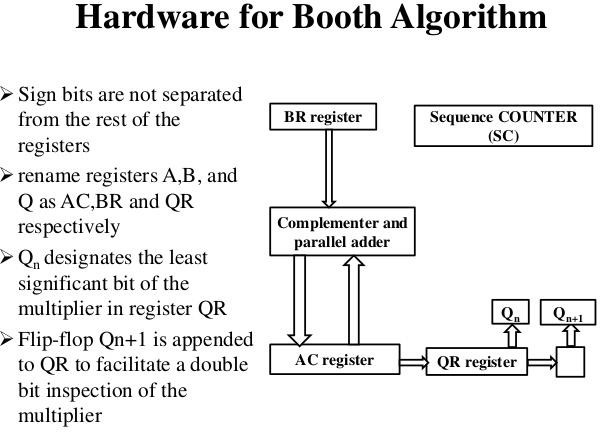 Hardware for Booth Algorithm
➢ Sign bits are not separated
from the rest of the
registers
➢ rename registers A,B, and
Q as AC,BR and QR
respectively
➢ Qn designates the least
significant bit of the
multiplier in register QR
➢ Flip-flop Qn+1 is appended
to QR to facilitate a double
bit inspection of the
multiplier
BR register
Sequence COUNTER
(SC)
Complementer and
parallel adder
Qn
Qn+1
AC register
QR register